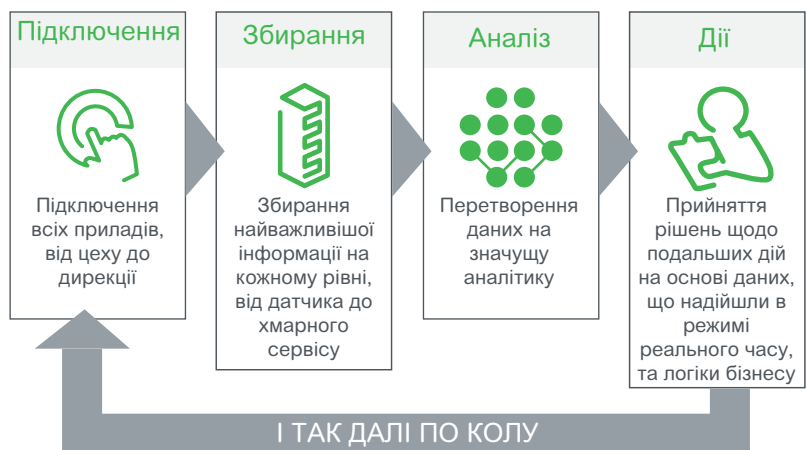 Підключення
Підключення
всіх приладів,
від цеху до
дирекції
Збирання
Збирання
найважливішої
інформації на
кожному рівні,
від датчика до
хмарного
сервісу
Аналіз
Перетворення
даних на
значущу
аналітику
Дії
Прийняття
рішень щодо
подальших дій
на основі даних,
що надійшли в
режимі
реального часу,
та логіки бізнесу
І ТАК ДАЛІ ПО КОЛУ